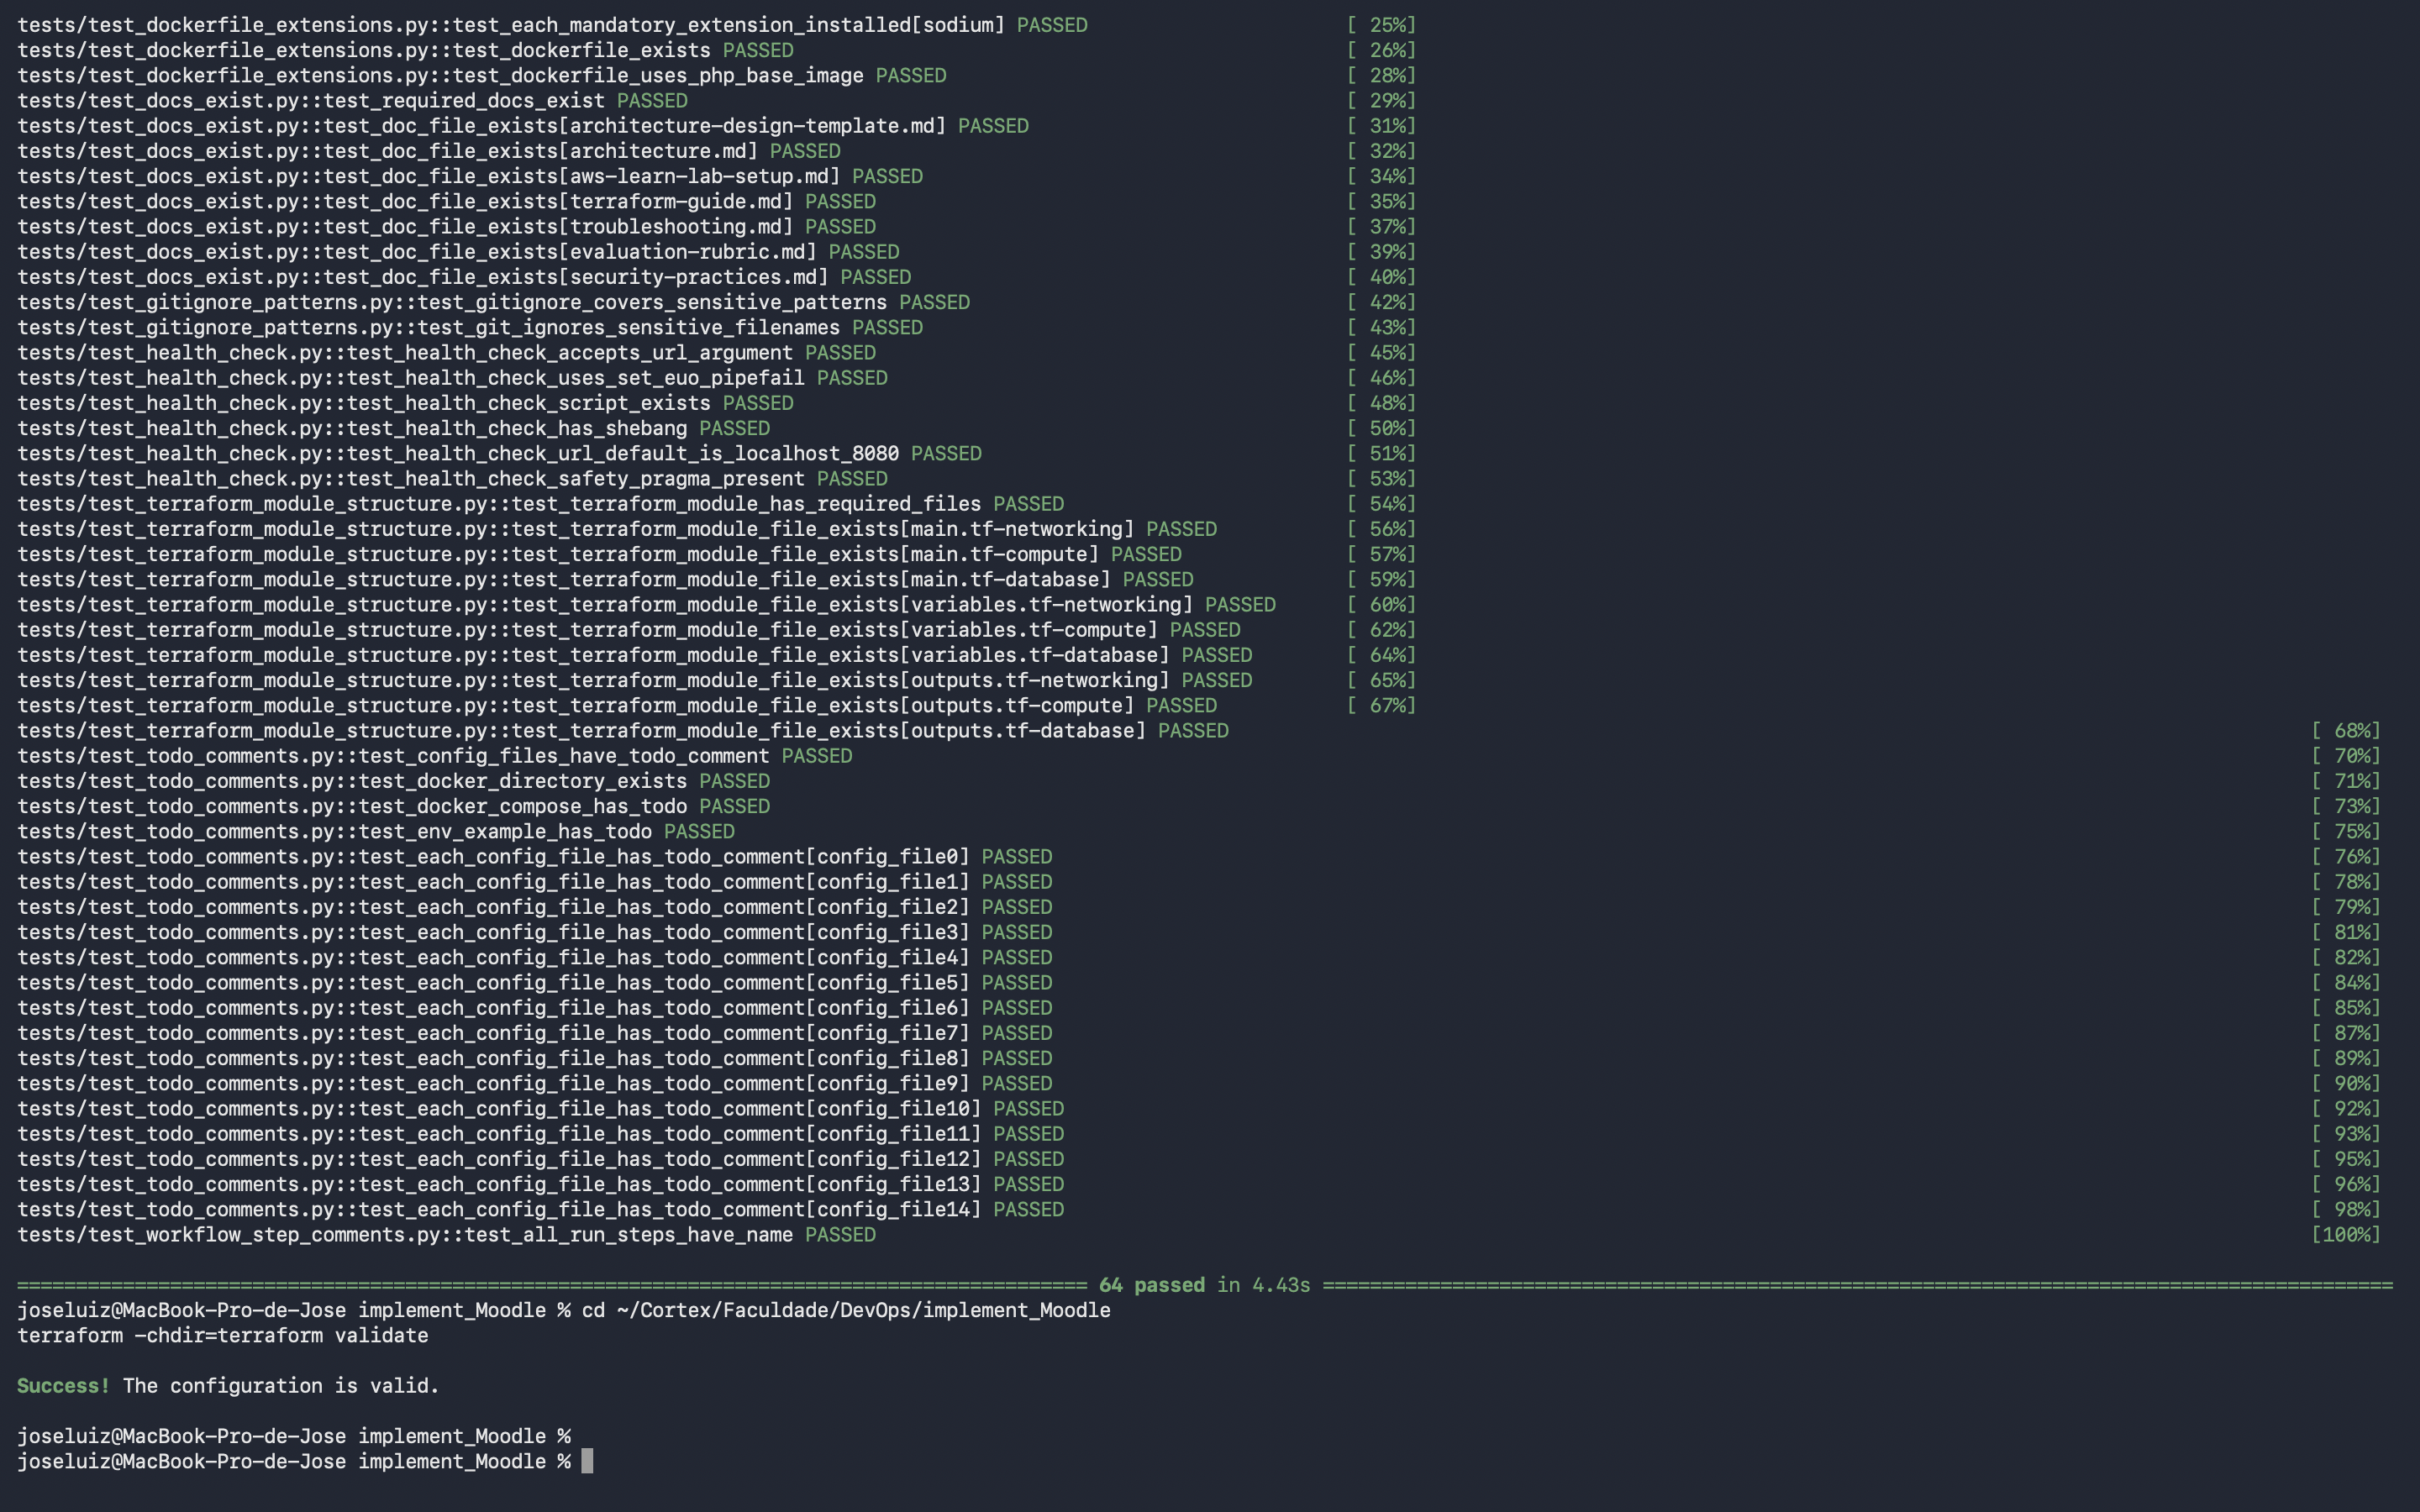 tests/test_dockerfile_extensions.py::test_each_mandatory_extension_installed[sodium] PASSED [ 25%]
tests/test_dockerfile_extensions.py::test_dockerfile_exists PASSED [ 26%]
tests/test_dockerfile_extensions.py::test_dockerfile_uses_php_base_image PASSED [ 28%]
tests/test_docs_exist.py::test_required_docs_exist PASSED [ 29%]
tests/test_docs_exist.py::test_doc_file_exists[architecture-design-template.md] PASSED [ 31%]
tests/test_docs_exist.py::test_doc_file_exists[architecture.md] PASSED [ 32%]
tests/test_docs_exist.py::test_doc_file_exists[aws-learn-lab-setup.md] PASSED [ 34%]
tests/test_docs_exist.py::test_doc_file_exists[terraform-guide.md] PASSED [ 35%]
tests/test_docs_exist.py::test_doc_file_exists[troubleshooting.md] PASSED [ 37%]
tests/test_docs_exist.py::test_doc_file_exists[evaluation-rubric.md] PASSED [ 39%]
tests/test_docs_exist.py::test_doc_file_exists[security-practices.md] PASSED [ 40%]
tests/test_gitignore_patterns.py::test_gitignore_covers_sensitive_patterns PASSED [ 42%]
tests/test_gitignore_patterns.py::test_git_ignores_sensitive_filenames PASSED [ 43%]
tests/test_health_check.py::test_health_check_accepts_url_argument PASSED [ 45%]
tests/test_health_check.py::test_health_check_uses_set_euo_pipefail PASSED [ 46%]
tests/test_health_check.py::test_health_check_script_exists PASSED [ 48%]
tests/test_health_check.py::test_health_check_has_shebang PASSED [ 50%]
tests/test_health_check.py::test_health_check_url_default_is_localhost_8080 PASSED [ 51%]
tests/test_health_check.py::test_health_check_safety_pragma_present PASSED [ 53%]
tests/test_terraform_module_structure.py::test_terraform_module_has_required_files PASSED [ 54%]
tests/test_terraform_module_structure.py::test_terraform_module_file_exists[main.tf-networking] PASSED [ 56%]
tests/test_terraform_module_structure.py::test_terraform_module_file_exists[main.tf-compute] PASSED [ 57%]
tests/test_terraform_module_structure.py::test_terraform_module_file_exists[main.tf-database] PASSED [ 59%]
tests/test_terraform_module_structure.py::test_terraform_module_file_exists[variables.tf-networking] PASSED [ 60%]
tests/test_terraform_module_structure.py::test_terraform_module_file_exists[variables.tf-compute] PASSED [ 62%]
tests/test_terraform_module_structure.py::test_terraform_module_file_exists[variables.tf-database] PASSED [ 64%]
tests/test_terraform_module_structure.py::test_terraform_module_file_exists[outputs.tf-networking] PASSED [ 65%]
tests/test_terraform_module_structure.py::test_terraform_module_file_exists[outputs.tf-compute] PASSED [ 67%]
tests/test_terraform_module_structure.py::test_terraform_module_file_exists[outputs.tf-database] PASSED [ 68%]
tests/test_todo_comments.py::test_config_files_have_todo_comment PASSED [ 70%]
tests/test_todo_comments.py::test_docker_directory_exists PASSED [ 71%]
tests/test_todo_comments.py::test_docker_compose_has_todo PASSED [ 73%]
tests/test_todo_comments.py::test_env_example_has_todo PASSED [ 75%]
tests/test_todo_comments.py::test_each_config_file_has_todo_comment[config_file0] PASSED [ 76%]
tests/test_todo_comments.py::test_each_config_file_has_todo_comment[config_file1] PASSED [ 78%]
tests/test_todo_comments.py::test_each_config_file_has_todo_comment[config_file2] PASSED [ 79%]
tests/test_todo_comments.py::test_each_config_file_has_todo_comment[config_file3] PASSED [ 81%]
tests/test_todo_comments.py::test_each_config_file_has_todo_comment[config_file4] PASSED [ 82%]
tests/test_todo_comments.py::test_each_config_file_has_todo_comment[config_file5] PASSED [ 84%]
tests/test_todo_comments.py::test_each_config_file_has_todo_comment[config_file6] PASSED [ 85%]
tests/test_todo_comments.py::test_each_config_file_has_todo_comment[config_file7] PASSED [ 87%]
tests/test_todo_comments.py::test_each_config_file_has_todo_comment[config_file8] PASSED [ 89%]
tests/test_todo_comments.py::test_each_config_file_has_todo_comment[config_file9] PASSED [ 90%]
tests/test_todo_comments.py::test_each_config_file_has_todo_comment[config_file10] PASSED [ 92%]
tests/test_todo_comments.py::test_each_config_file_has_todo_comment[config_file11] PASSED [ 93%]
tests/test_todo_comments.py::test_each_config_file_has_todo_comment[config_file12] PASSED [ 95%]
tests/test_todo_comments.py::test_each_config_file_has_todo_comment[config_file13] PASSED [ 96%]
tests/test_todo_comments.py::test_each_config_file_has_todo_comment[config_file14] PASSED [ 98%]
tests/test_workflow_step_comments.py::test_all_run_steps_have_name PASSED [100%]
=========================================================================================== 64 passed in 4.43s ===========================================================================================
joseluiz@MacBook-Pro-de-Jose implement_Moodle % cd ~/Cortex/Faculdade/DevOps/implement_Moodle
terraform -chdir=terraform validate
Success! The configuration is valid.
joseluiz@MacBook-Pro-de-Jose implement_Moodle %
joseluiz@MacBook-Pro-de-Jose implement_Moodle %